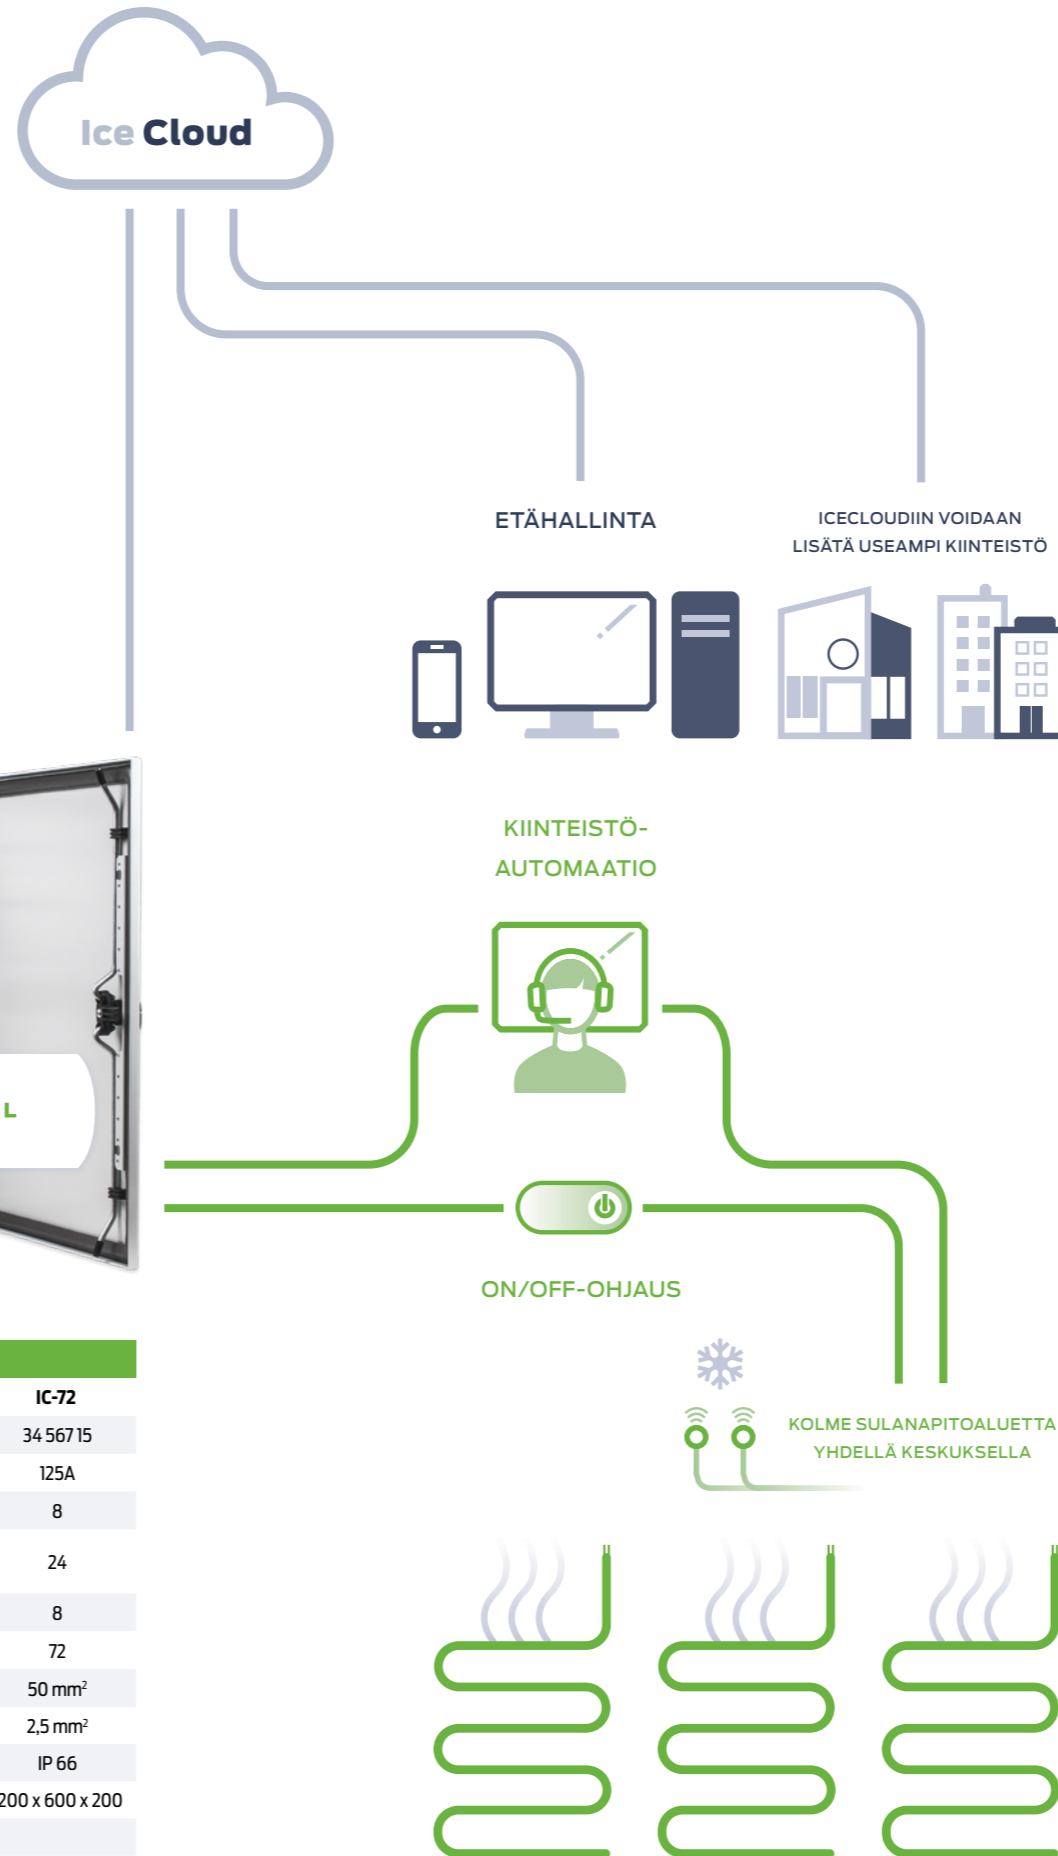 Ice Cloud
ETÄHALLINTA
ICECLOUDIIN VOIDAAN
LISÄTÄ USEAMPI KIINTEISTÖ
KIINTEISTÖ-
AUTOMAATIO
L
ON/OFF-OHJAUS
KOLME SULANAPITOALUETTA
YHDELLÄ KESKUKSELLA
IC-72
34 567 15
125A
8
24
8
72
50 mm²
2,5 mm²
IP 66
200 x 600 x 200